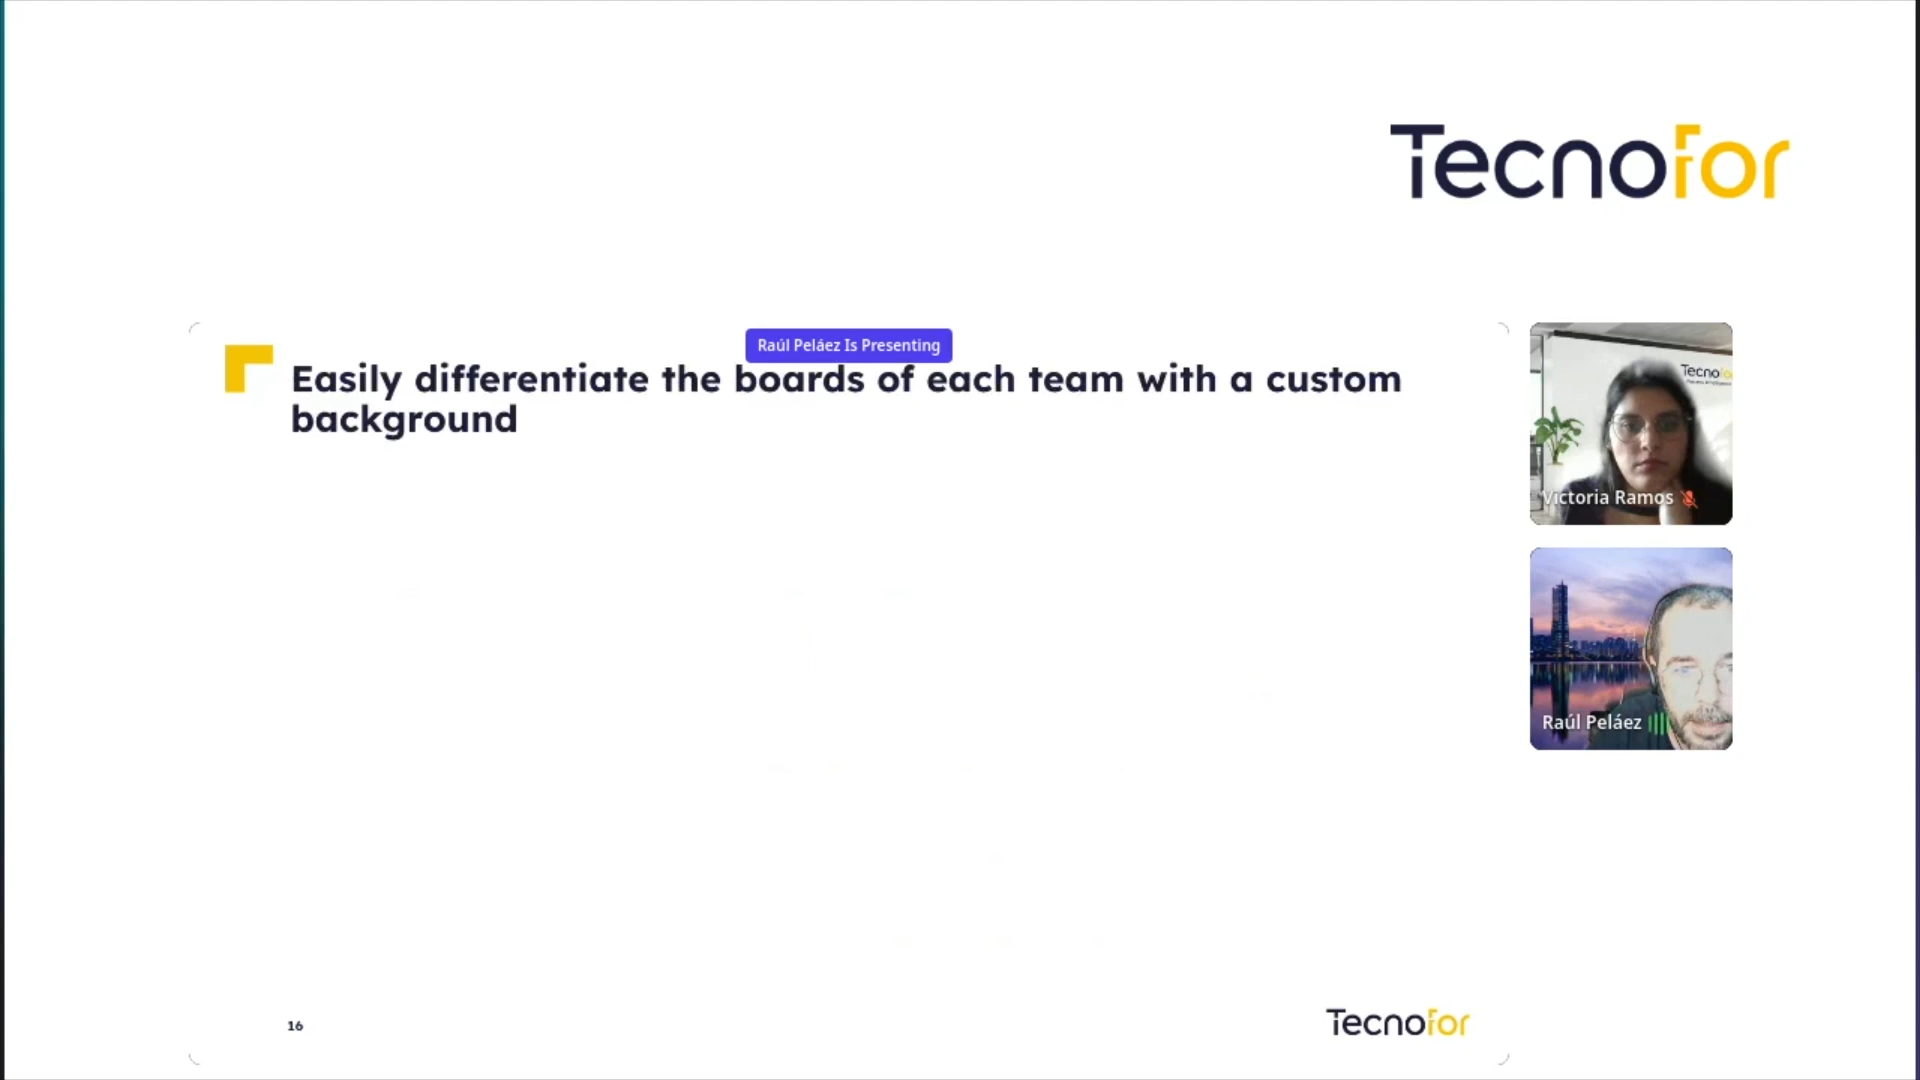 Tecnofor
Raúl Peláez Is Presenting
Easily differentiate the boards of each team with a custom
background
Tecnofo
Victoria Ramos
Raúl Peláez
16
Tecnofor